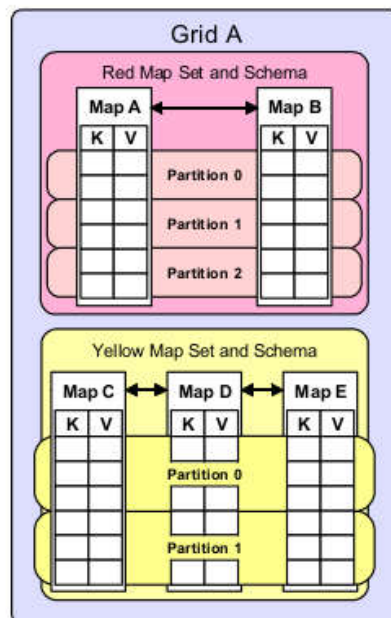 Grid A
Red Map Set and Schema
Map A Map B
K V K V
Partition 0
Partition 1
Partition 2
Yellow Map Set and Schema
Map C Map D Map E
K V K V K V
Partition 0
Partition 1